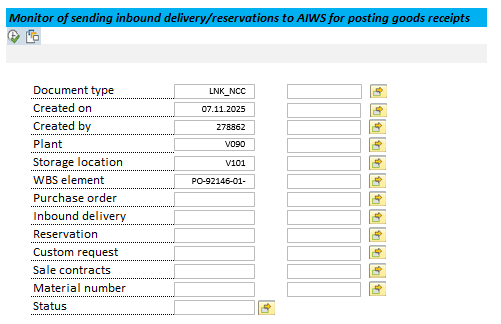 Monitor of sending inbound delivery/reservations to AIWS for posting goods receipts
Document type LNK_NCC
Created on 07.11.2025
Created by 278862
Plant V090
Storage location V101
WBS element PO-92146-01-
Purchase order
Inbound delivery
Reservation
Custom request
Sale contracts
Material number
Status